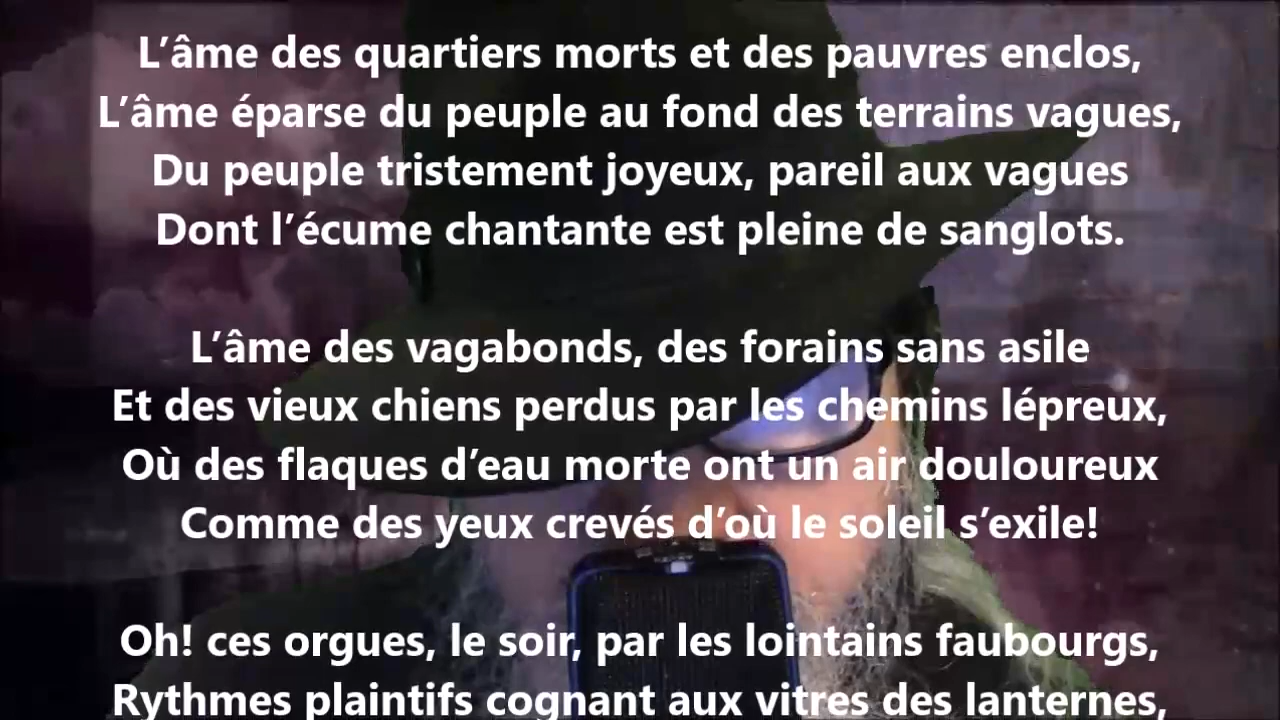 L’âme des quartiers morts et des pauvres enclos,
L’âme éparse du peuple au fond des terrains vagues,
Du peuple tristement joyeux, pareil aux vagues
Dont l’écume chantante est pleine de sanglots.
L’âme des vagabonds, des forains sans asile
Et des vieux chiens perdus par les chemins lépreux,
Où des flaques d’eau morte ont un air douloureux
Comme des yeux crevés d’où le soleil s’exile!
Oh! ces orgues, le soir, par les lointains faubourgs,
Rythmes plaintifs cognant aux vitres des lanternes,